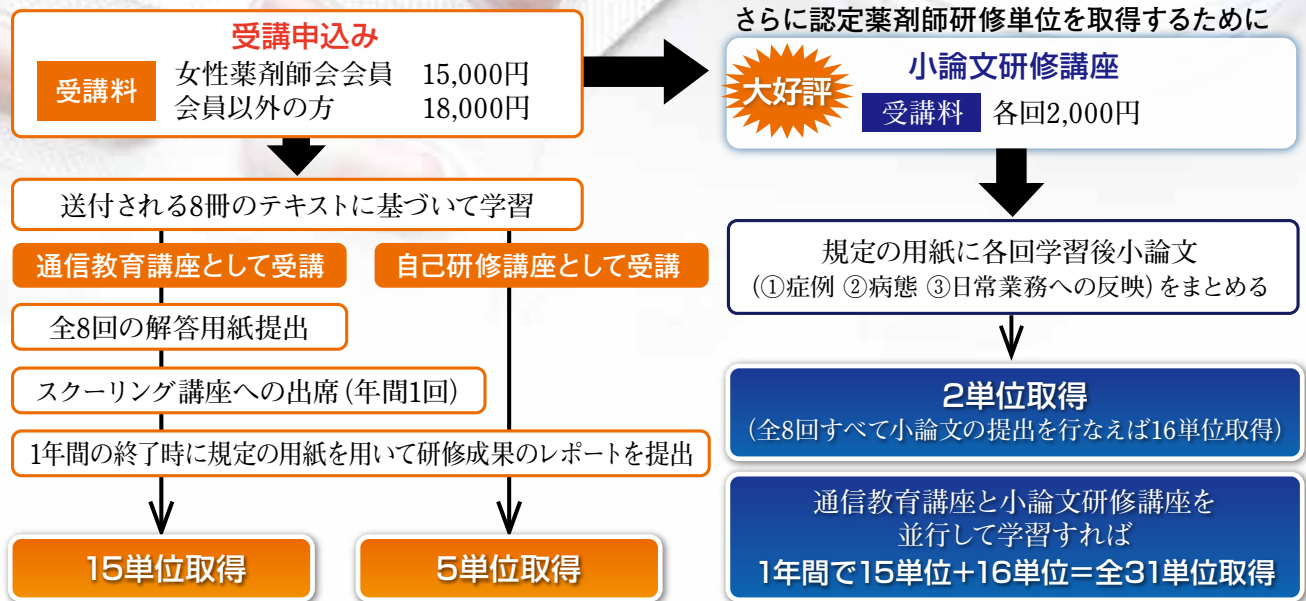 受講申込み
受講料
女性薬剤師会会員 15,000円
会員以外の方 18,000円
送付される8冊のテキストに基づいて学習
通信教育講座として受講
自己研修講座として受講
全8回の解答用紙提出
スクーリング講座への出席（年間1回）
1年間の終了時に規定の用紙を用いて研修成果のレポートを提出
15単位取得
5単位取得
さらに認定薬剤師研修単位を取得するために
大好評
小論文研修講座
受講料 各回2,000円
規定の用紙に各回学習後小論文
（①症例 ②病態 ③日常業務への反映）をまとめる
2単位取得
（全8回すべて小論文の提出を行なえば16単位取得）
通信教育講座と小論文研修講座を
並行して学習すれば
1年間で15単位＋16単位＝全31単位取得